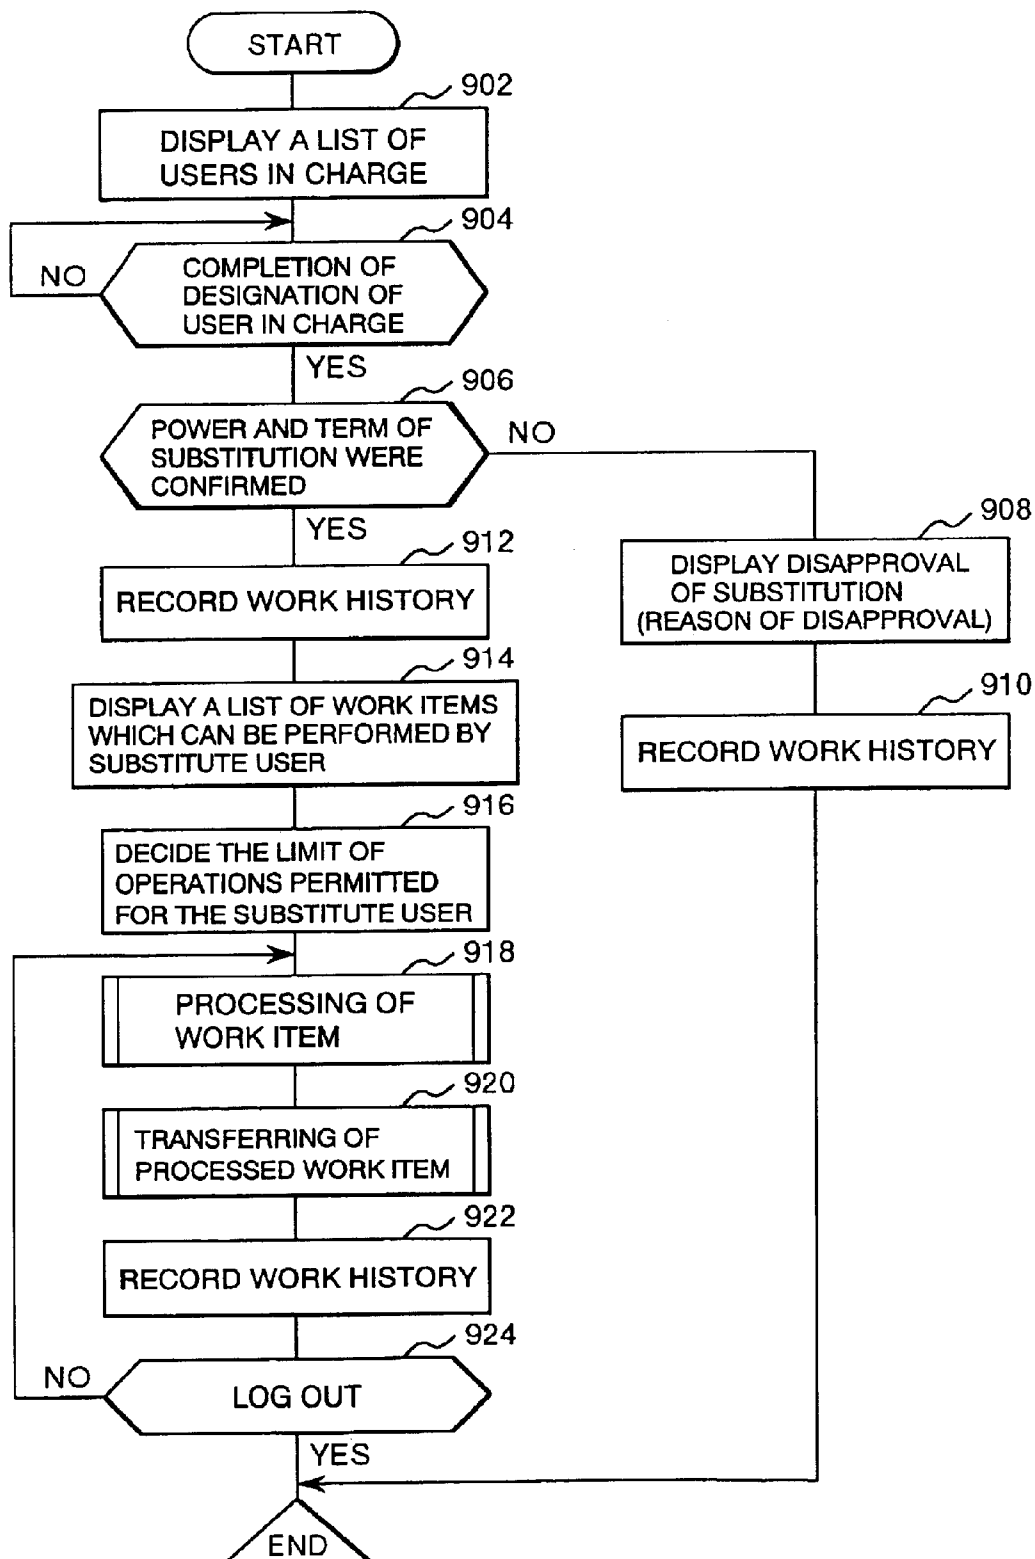 START
902
DISPLAY A LIST OF
USERS IN CHARGE
904
NO
COMPLETION OF
DESIGNATION OF
USER IN CHARGE
YES
906
POWER AND TERM OF
SUBSTITUTION WERE
CONFIRMED
NO
YES
908
DISPLAY DISAPPROVAL
OF SUBSTITUTION
(REASON OF DISAPPROVAL)
910
RECORD WORK HISTORY
912
RECORD WORK HISTORY
914
DISPLAY A LIST OF WORK ITEMS
WHICH CAN BE PERFORMED BY
SUBSTITUTE USER
916
DECIDE THE LIMIT OF
OPERATIONS PERMITTED
FOR THE SUBSTITUTE USER
918
PROCESSING OF
WORK ITEM
920
TRANSFERRING OF
PROCESSED WORK ITEM
922
RECORD WORK HISTORY
924
NO
LOG OUT
YES
END